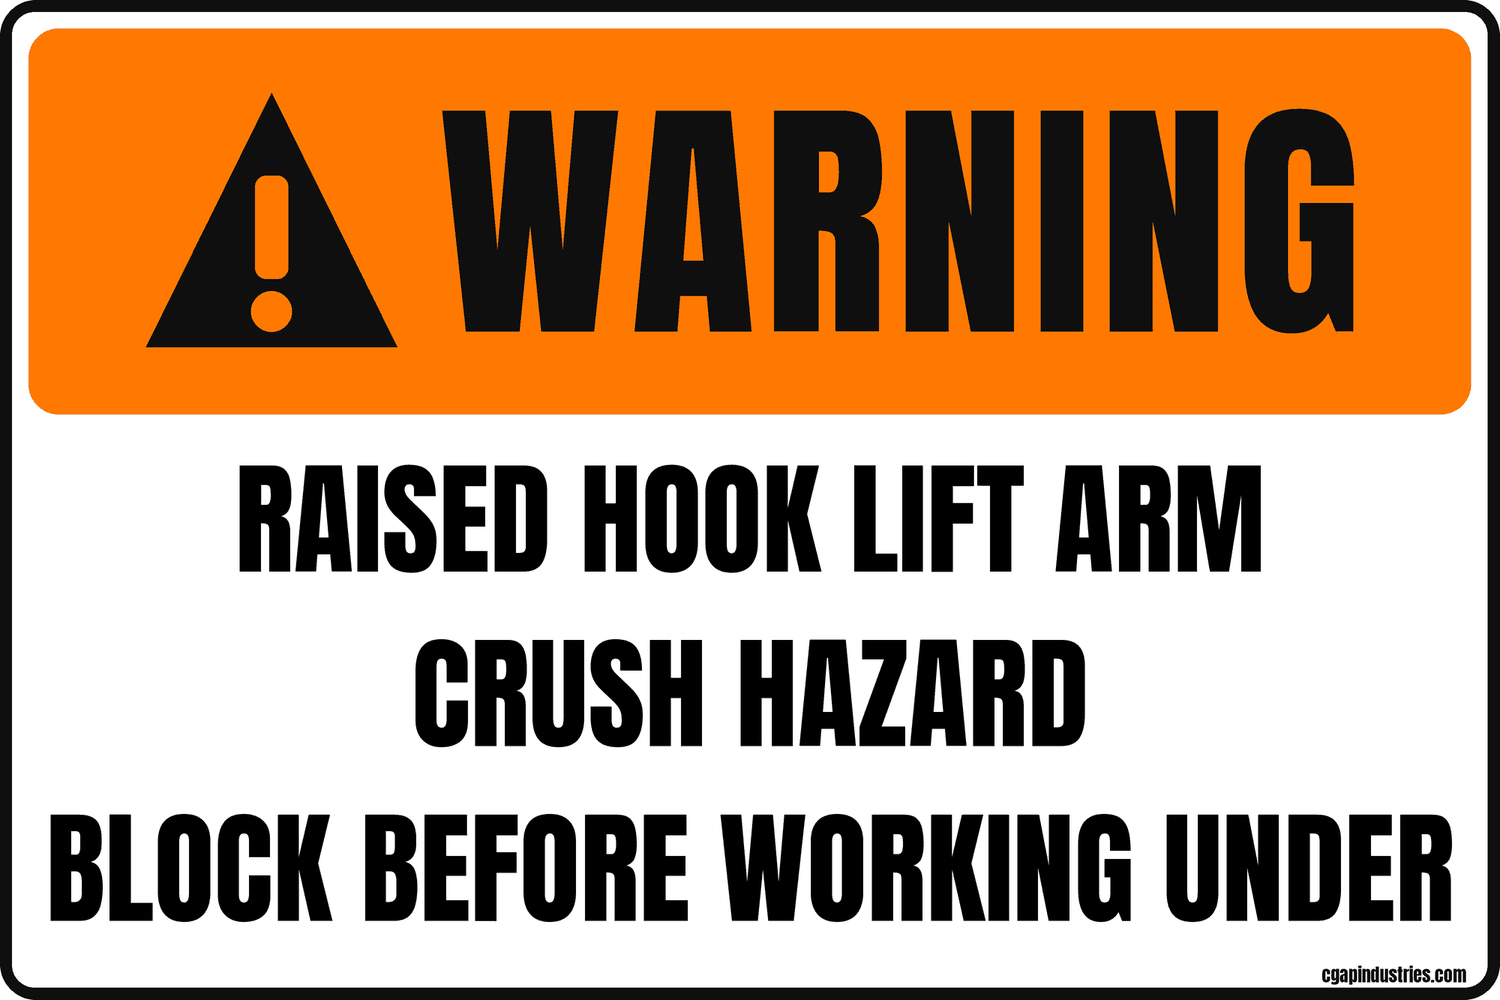 WARNING
RAISED HOOK LIFT ARM
CRUSH HAZARD
BLOCK BEFORE WORKING UNDER
cgapindustries.com